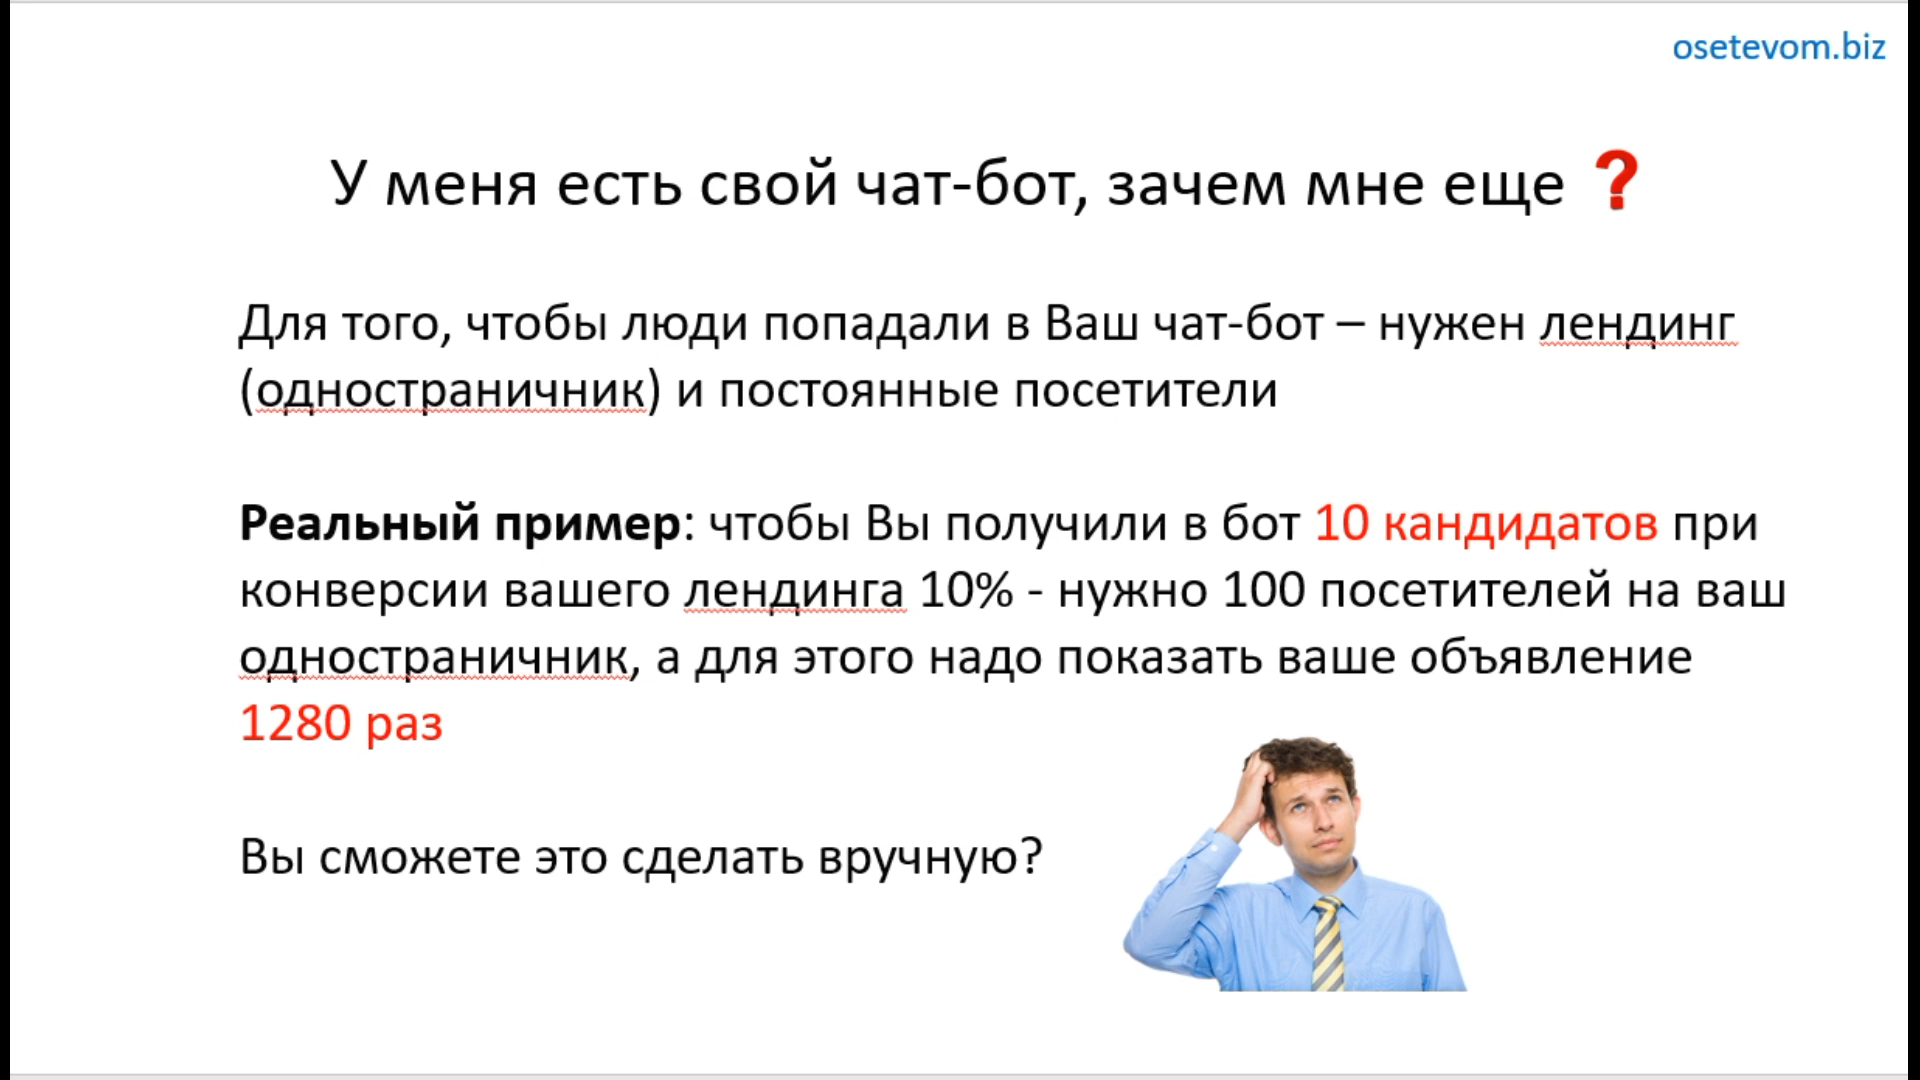 osetevom.biz
У меня есть свой чат-бот, зачем мне еще ❓
Для того, чтобы люди попадали в Ваш чат-бот – нужен лендинг
(одностраничник) и постоянные посетители
Реальный пример: чтобы Вы получили в бот 10 кандидатов при
конверсии вашего лендинга 10% - нужно 100 посетителей на ваш
одностраничник, а для этого надо показать ваше объявление
1280 раз
Вы сможете это сделать вручную?